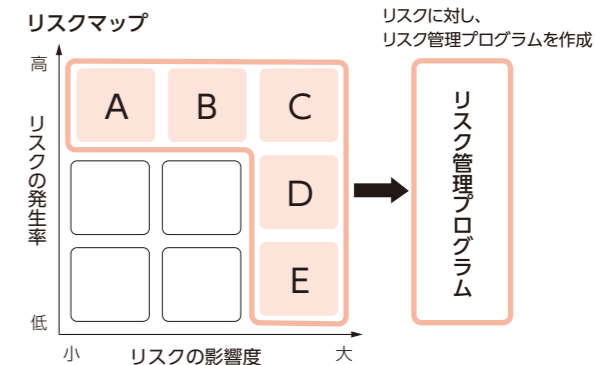 リスクマップ
リスクに対し、
リスク管理プログラムを作成
高
リスクの発生率
A
B
C
D
E
低
小
リスクの影響度
大
リスク管理プログラム